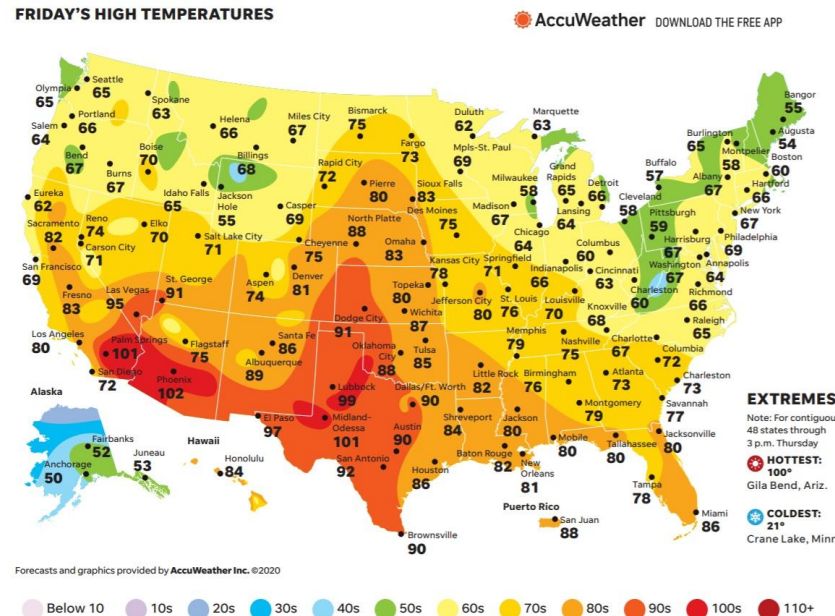 FRIDAY'S HIGH TEMPERATURES
AccuWeather DOWNLOAD THE FREE APP
Seattle
65
Olympia
65
Spokane
63
Portland
66
Salem
64
Helena
66
Miles City
67
Bismarck
75
Fargo
73
Duluth
62
Marquette
63
Bangor
55
Augusta
54
Burlington
65
Montpelier
58
Boston
60
Bend
67
Burns
67
Boise
70
Billings
68
Rapid City
72
Pierre
80
Sioux Falls
83
Mpls-St. Paul
69
Milwaukee
58
Grand
Rapids
65
Lansing
64
Detroit
66
Buffalo
57
Albany
67
Hartford
66
New York
67
Eureka
62
Idaho Falls
65
Jackson
Hole
55
Casper
69
North Platte
88
Des Moines
75
Madison
67
Chicago
64
Cleveland
58
Pittsburgh
59
Harrisburg
67
Philadelphia
69
Sacramento
82
Reno
74
Carson City
71
Elko
70
Salt Lake City
71
Cheyenne
75
Omaha
83
Kansas City
78
Springfield
71
Indianapolis
66
Columbus
60
Cincinnati
63
Washington
67
Annapolis
64
Charleston
60
Richmond
66
San Francisco
69
Fresno
83
Las Vegas
95
St. George
91
Aspen
74
Denver
81
Topeka
80
Jefferson City
80
St. Louis
76
Louisville
70
Knoxville
68
Raleigh
65
Los Angeles
80
Palm Springs
101
Flagstaff
75
Santa Fe
86
Albuquerque
89
Dodge City
91
Wichita
87
Oklahoma
City
88
Tulsa
85
Memphis
79
Nashville
75
Charlotte
67
Columbia
72
San Diego
72
Phoenix
102
Lubbock
99
Dallas/Ft. Worth
90
Little Rock
82
Birmingham
76
Atlanta
73
Charleston
73
El Paso
97
Midland-
Odessa
101
Austin
90
Shreveport
84
Jackson
80
Montgomery
79
Savannah
77
San Antonio
92
Houston
86
Baton Rouge
82
New
Orleans
81
Mobile
80
Tallahassee
80
Jacksonville
80
Tampa
78
Miami
86
Brownsville
90
Alaska
Fairbanks
52
Anchorage
50
Juneau
53
Hawaii
Honolulu
84
Puerto Rico
San Juan
88
EXTREMES
Note: For contiguou
48 states through
3 p.m. Thursday
HOTTEST:
100°
Gila Bend, Ariz.
COLDEST:
21°
Crane Lake, Minn
Forecasts and graphics provided by AccuWeather Inc. ©2020
Below 10 10s 20s 30s 40s 50s 60s 70s 80s 90s 100s 110+